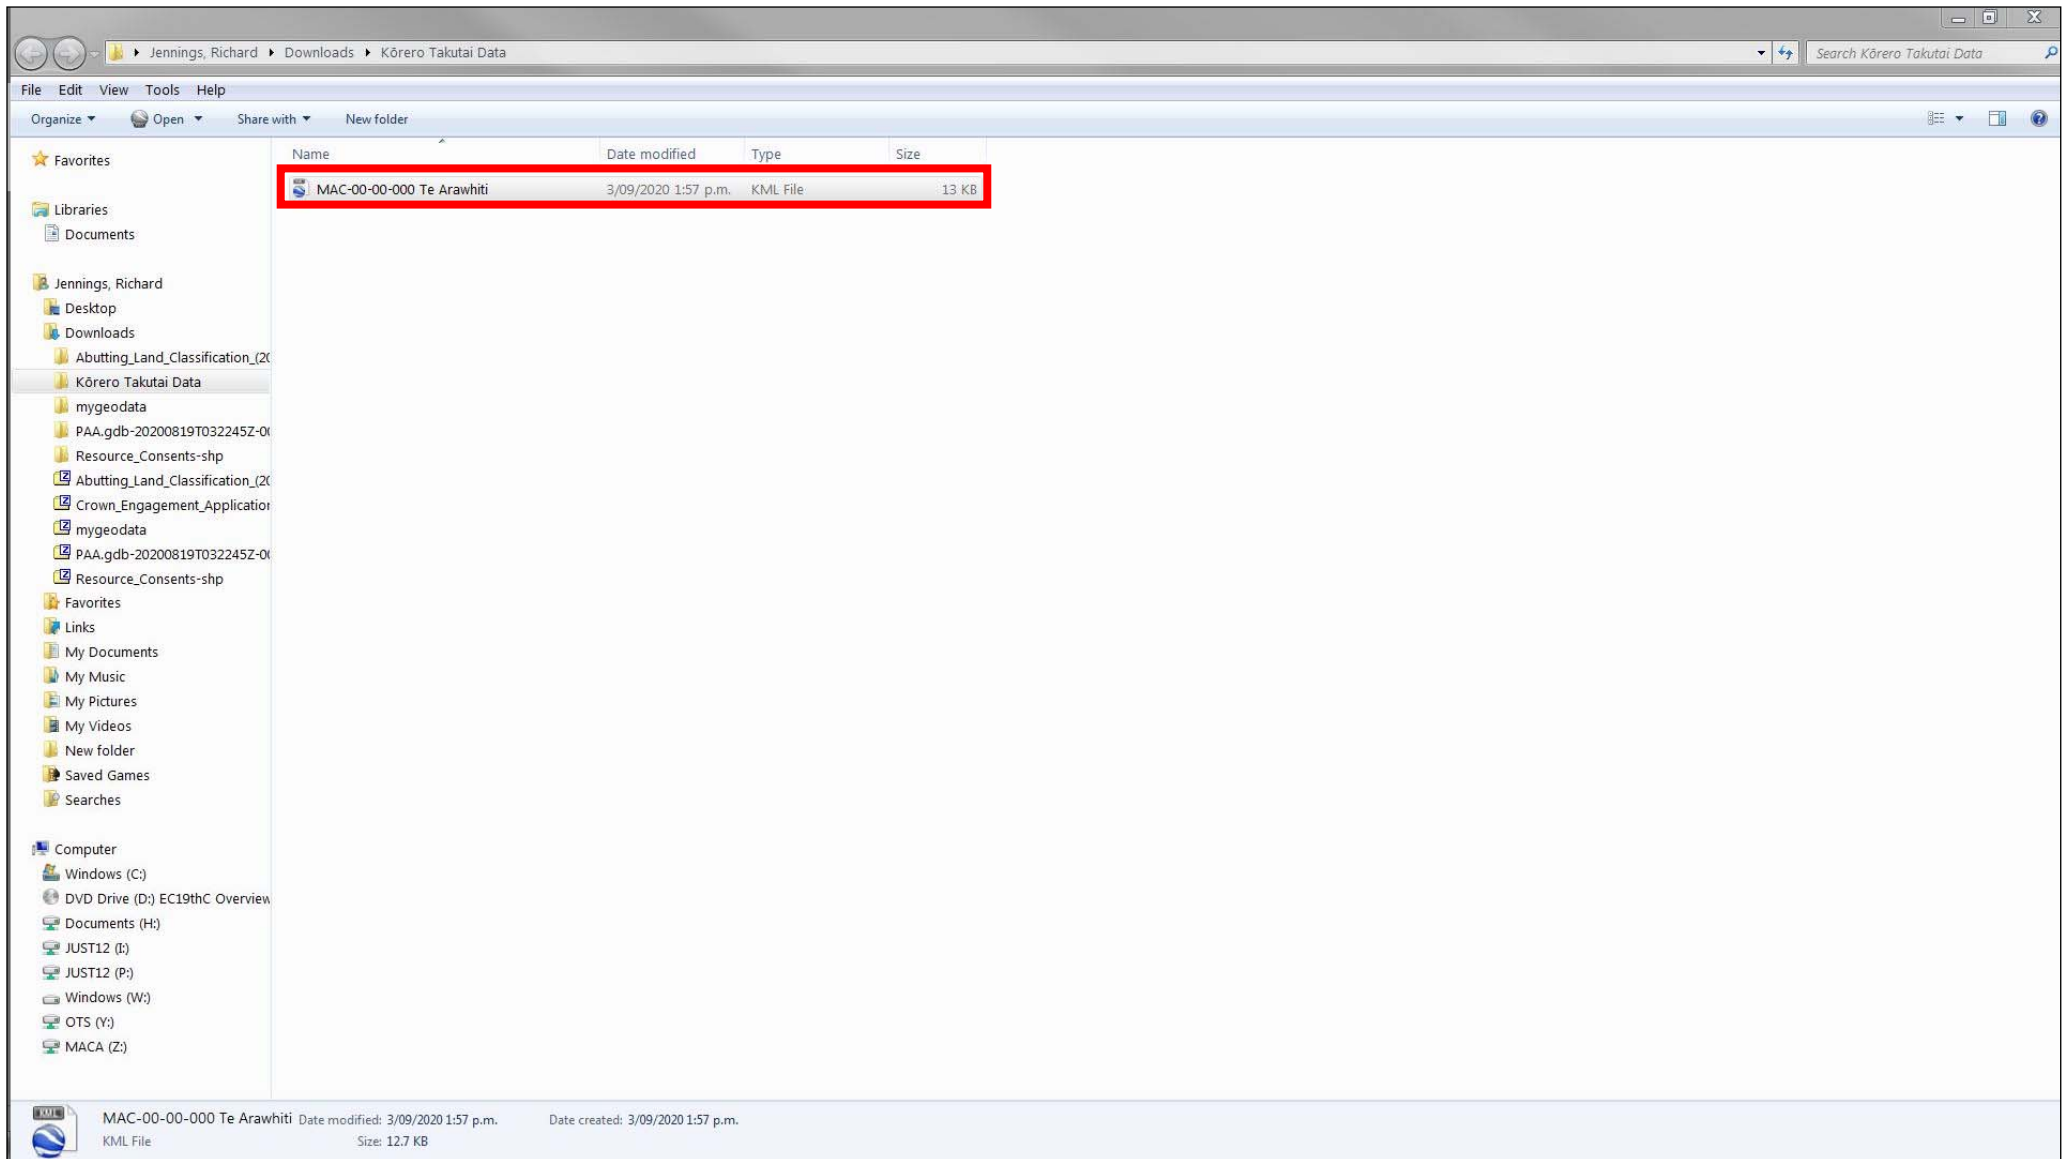 Jennings, Richard Downloads Kōrero Takutai Data
Search Kōrero Takutai Data
File Edit View Tools Help
Organize Open Share with New folder
Name Date modified Type Size
MAC-00-00-000 Te Arawhiti 3/09/2020 1:57 p.m. KML File 13 KB
Favorites
Libraries
Documents
Jennings, Richard
Desktop
Downloads
Abutting_Land_Classification_(20
Kōrero Takutai Data
mygeodata
PAA.gdb-20200819T032245Z-00
Resource_Consents-shp
Abutting_Land_Classification_(20
Crown_Engagement_Application
mygeodata
PAA.gdb-20200819T032245Z-00
Resource_Consents-shp
Favorites
Links
My Documents
My Music
My Pictures
My Videos
New folder
Saved Games
Searches
Computer
Windows (C:)
DVD Drive (D:) EC19thC Overview
Documents (H:)
JUST12 (I:)
JUST12 (P:)
Windows (W:)
OTS (Y:)
MACA (Z:)
KML
MAC-00-00-000 Te Arawhiti Date modified: 3/09/2020 1:57 p.m. Date created: 3/09/2020 1:57 p.m.
KML File Size: 12.7 KB